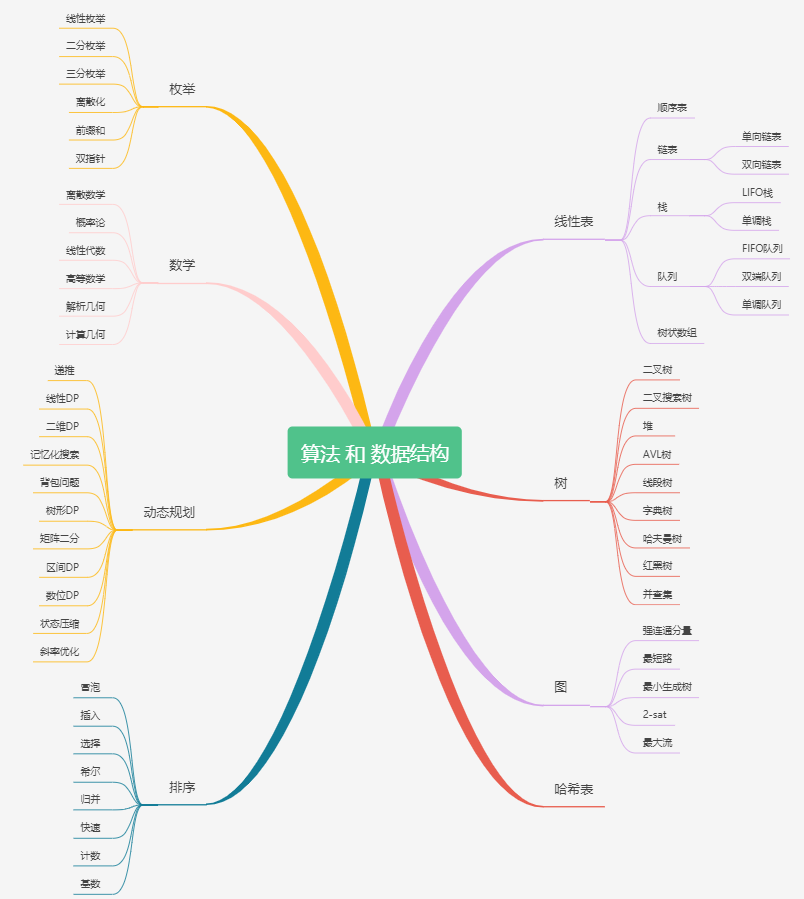 算法 和 数据结构
枚举
线性枚举
二分枚举
三分枚举
离散化
前缀和
双指针
数学
离散数学
概率论
线性代数
高等数学
解析几何
计算几何
动态规划
递推
线性DP
二维DP
记忆化搜索
背包问题
树形DP
矩阵二分
区间DP
数位DP
状态压缩
斜率优化
排序
冒泡
插入
选择
希尔
归并
快速
计数
基数
线性表
顺序表
链表
单向链表
双向链表
栈
LIFO栈
单调栈
队列
FIFO队列
双端队列
单调队列
树状数组
树
二叉树
二叉搜索树
堆
AVL树
线段树
字典树
哈夫曼树
红黑树
并查集
图
强连通分量
最短路
最小生成树
2-sat
最大流
哈希表